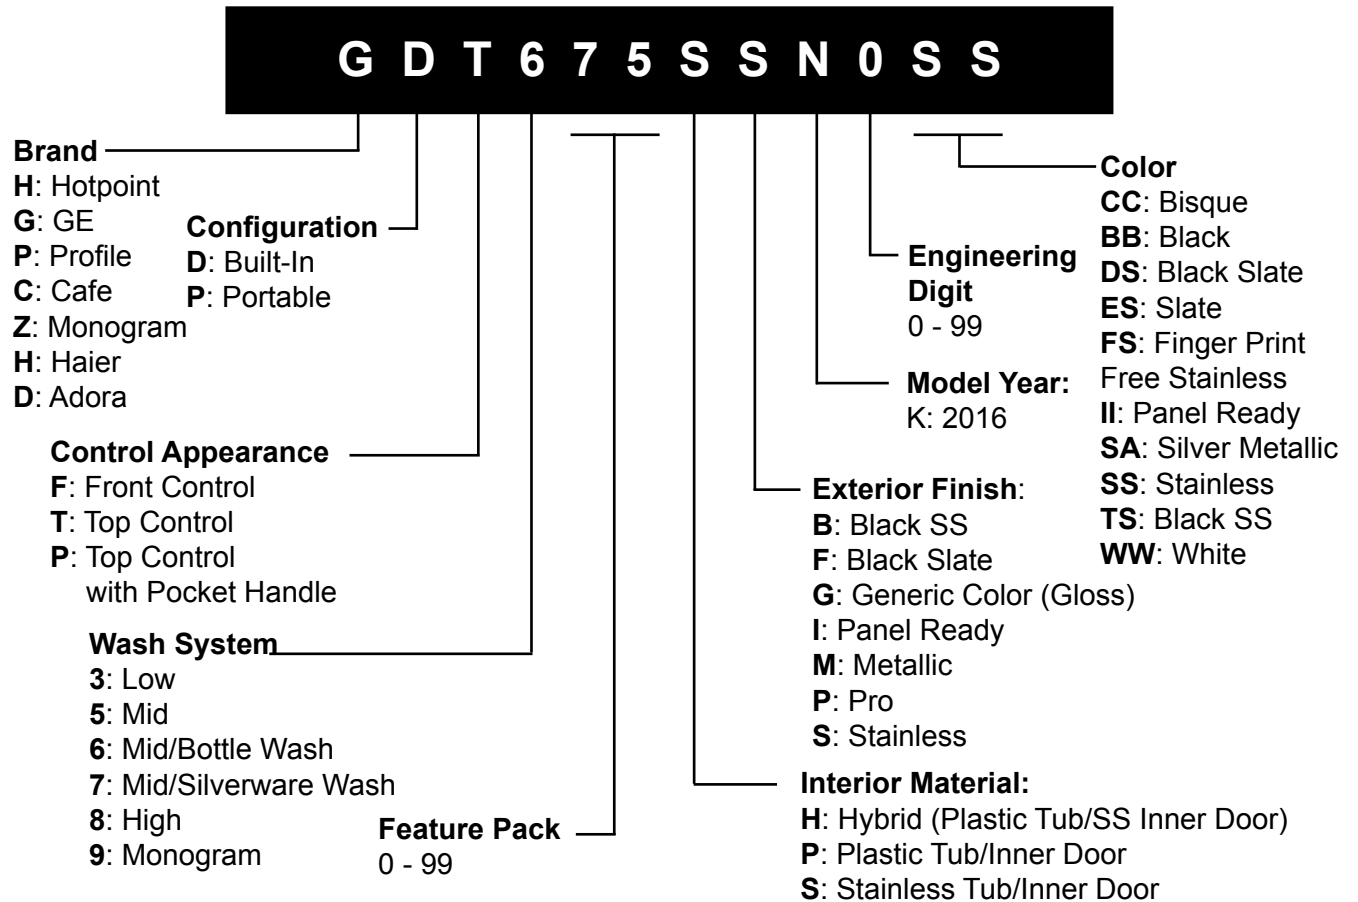 G D T 6 7 5 S S N 0 S S
Brand
H: Hotpoint
G: GE
P: Profile
C: Cafe
Z: Monogram
H: Haier
D: Adora
Configuration
D: Built-In
P: Portable
Control Appearance
F: Front Control
T: Top Control
P: Top Control
with Pocket Handle
Wash System
3: Low
5: Mid
6: Mid/Bottle Wash
7: Mid/Silverware Wash
8: High
9: Monogram
Feature Pack
0 - 99
Interior Material:
H: Hybrid (Plastic Tub/SS Inner Door)
P: Plastic Tub/Inner Door
S: Stainless Tub/Inner Door
Exterior Finish:
B: Black SS
F: Black Slate
G: Generic Color (Gloss)
I: Panel Ready
M: Metallic
P: Pro
S: Stainless
Model Year:
K: 2016
Engineering
Digit
0 - 99
Color
CC: Bisque
BB: Black
DS: Black Slate
ES: Slate
FS: Finger Print
Free Stainless
II: Panel Ready
SA: Silver Metallic
SS: Stainless
TS: Black SS
WW: White